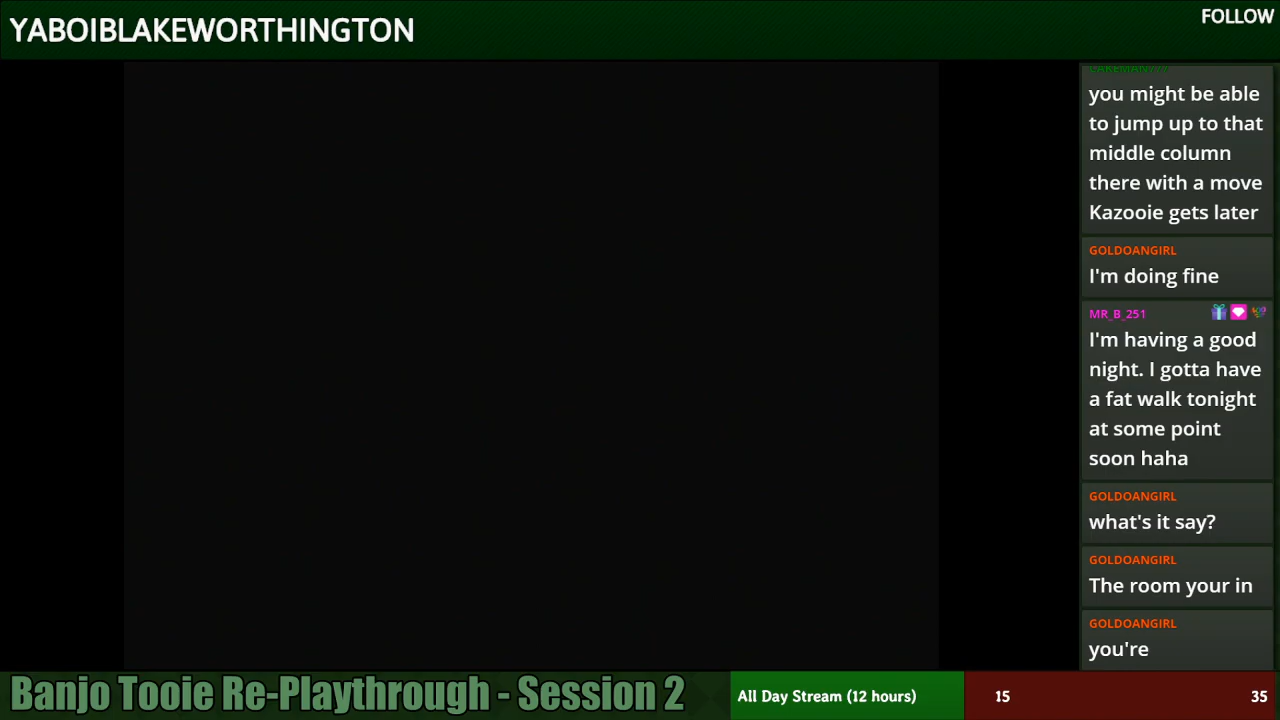 YABOIBLAKEWORTHINGTON
FOLLOW
LAKEMAN777
you might be able
to jump up to that
middle column
there with a move
Kazooie gets later
GOLDOANGIRL
I'm doing fine
MR_B_251
I'm having a good
night. I gotta have
a fat walk tonight
at some point
soon haha
GOLDOANGIRL
what's it say?
GOLDOANGIRL
The room your in
GOLDOANGIRL
you're
Banjo Tooie Re-Playthrough - Session 2
All Day Stream (12 hours)
15
35